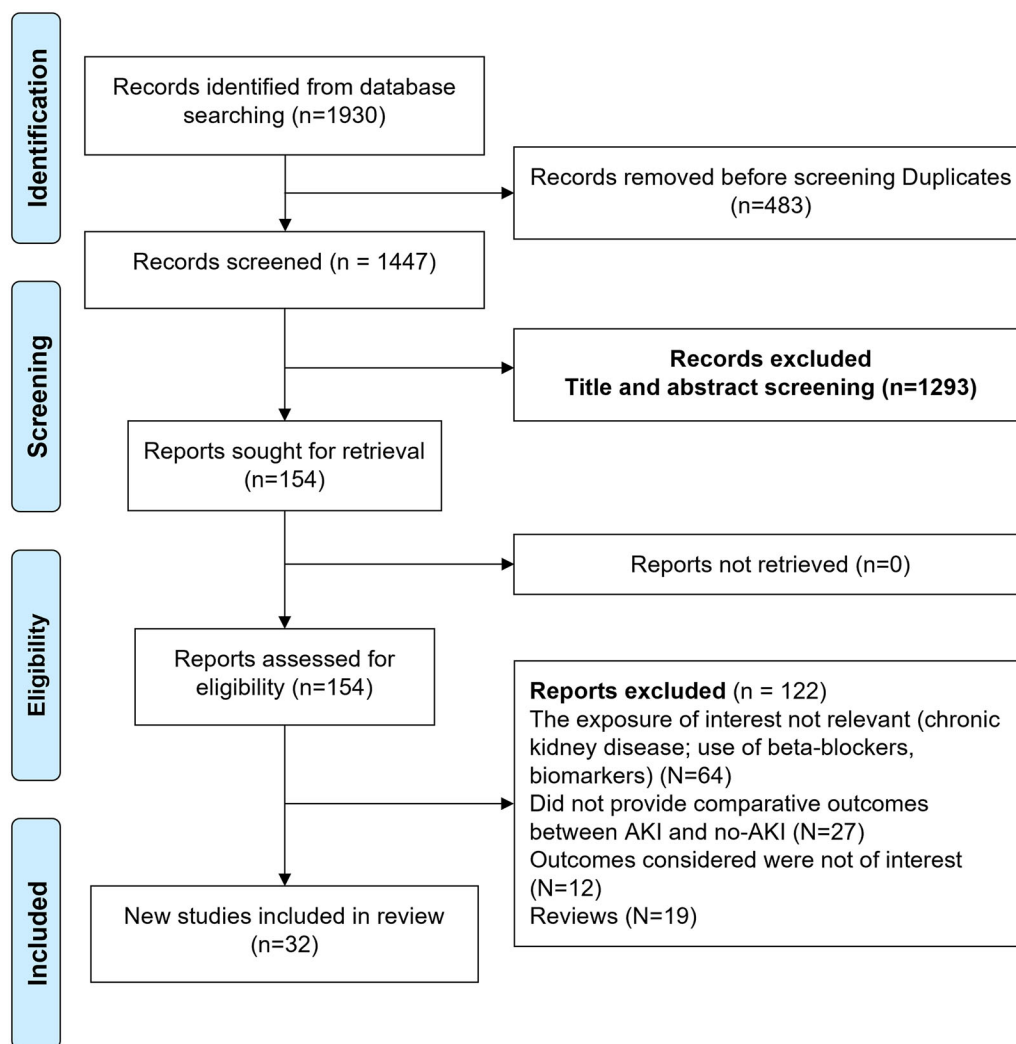 Identification
Records identified from database
searching (n=1930)
Records removed before screening Duplicates
(n=483)
Records screened (n = 1447)
Screening
Records excluded
Title and abstract screening (n=1293)
Reports sought for retrieval
(n=154)
Eligibility
Reports not retrieved (n=0)
Reports assessed for
eligibility (n=154)
Reports excluded (n = 122)
The exposure of interest not relevant (chronic
kidney disease; use of beta-blockers,
biomarkers) (N=64)
Did not provide comparative outcomes
between AKI and no-AKI (N=27)
Outcomes considered were not of interest
(N=12)
Reviews (N=19)
Included
New studies included in review
(n=32)